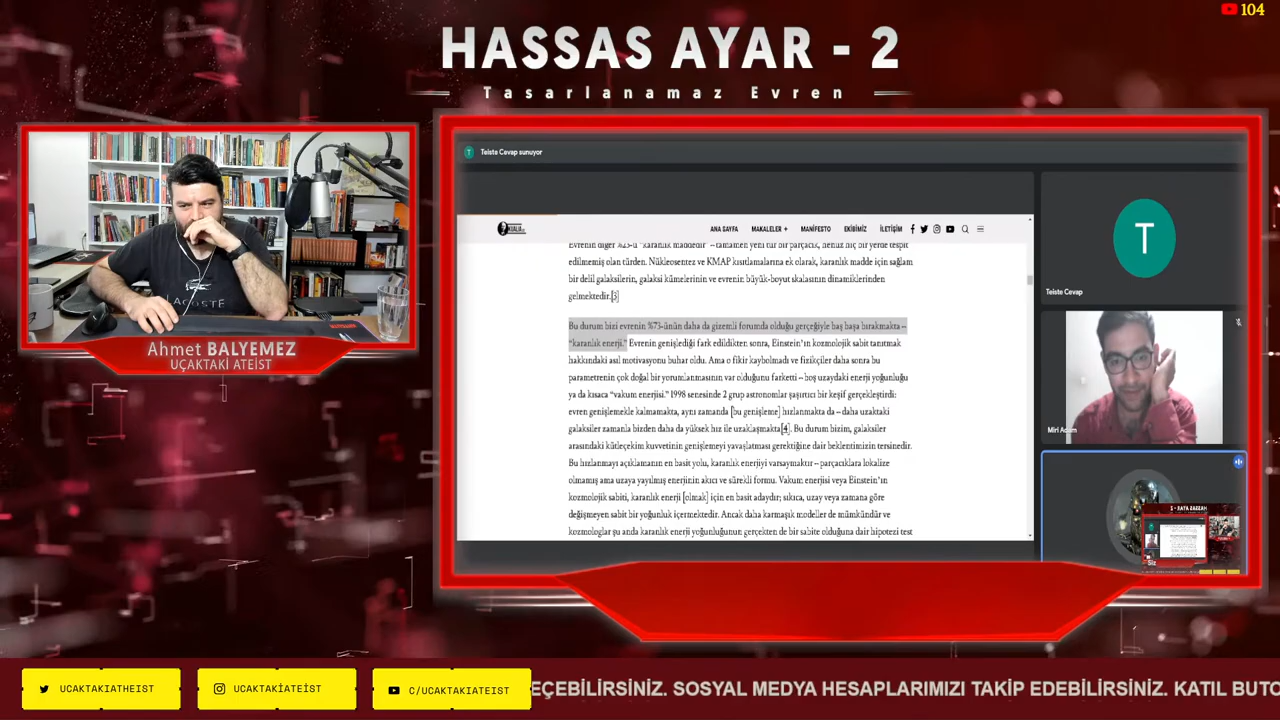 104
HASSAS AYAR - 2
Tasarlanamaz Evren
T Teiste Cevap sunuyor
ANA SAYFA MAKALELER + MANİFESTO EKİBİMİZ İLETİŞİM
Evrenin diğer %23'ü "karanlık maddedir" – tamamen yeni tür bir parçacık, henüz hiç bir yerde tespit
edilmemiş olan türden. Nükleosentez ve KMAP kısıtlamalarına ek olarak, karanlık madde için sağlam
bir delil galaksilerin, galaksi kümelerinin ve evrenin büyük-boyut skalasının dinamiklerinden
gelmektedir.[3]
Bu durum bizi evrenin %73-ünün daha da gizemli forumda olduğu gerçeğiyle baş başa bırakmakta –
"karanlık enerji." Evrenin genişlediği fark edildikten sonra, Einstein'ın kozmolojik sabit tanıtmak
hakkındaki asıl motivasyonu buhar oldu. Ama o fikir kaybolmadı ve fizikçiler daha sonra bu
parametrenin çok doğal bir yorumlanmasının var olduğunu farketti – boş uzaydaki enerji yoğunluğu
ya da kısaca "vakum enerjisi." 1998 senesinde 2 grup astronomlar şaşırtıcı bir keşif gerçekleştirdi:
evren genişlemekle kalmamakta, aynı zamanda [bu genişleme] hızlanmakta da – daha uzaktaki
galaksiler zamanla bizden daha da yüksek hız ile uzaklaşmakta[4]. Bu durum bizim, galaksiler
arasındaki kütleçekim kuvvetinin genişlemeyi yavaşlatması gerektiğine dair beklentimizin tersinedir.
Bu hızlanmayı açıklamanın en basit yolu, karanlık enerjiyi varsaymaktır – parçacıklara lokalize
olmamış ama uzaya yayılmış enerjinin akıcı ve sürekli formu. Vakum enerjisi veya Einstein'ın
kozmolojik sabiti, karanlık enerji [olmak] için en basit adaydır; sıkıca, uzay veya zamana göre
değişmeyen sabit bir yoğunluk içermektedir. Ancak daha karmaşık modeller de mümkündür ve
kozmologlar şu anda karanlık enerji yoğunluğunun gerçekten de bir sabite olduğuna dair hipotezi test
T
Teiste Cevap
Miri Adam
Siz
LACOSTE
Ahmet BALYEMEZ
UÇAKTAKİ ATEİST
UCAKTAKIATHEIST
UCAKTAKİATEİST
C/UCAKTAKIATEIST
EÇEBİLİRSİNİZ. SOSYAL MEDYA HESAPLARIMIZI TAKİP EDEBİLİRSİNİZ. KATIL BUTO